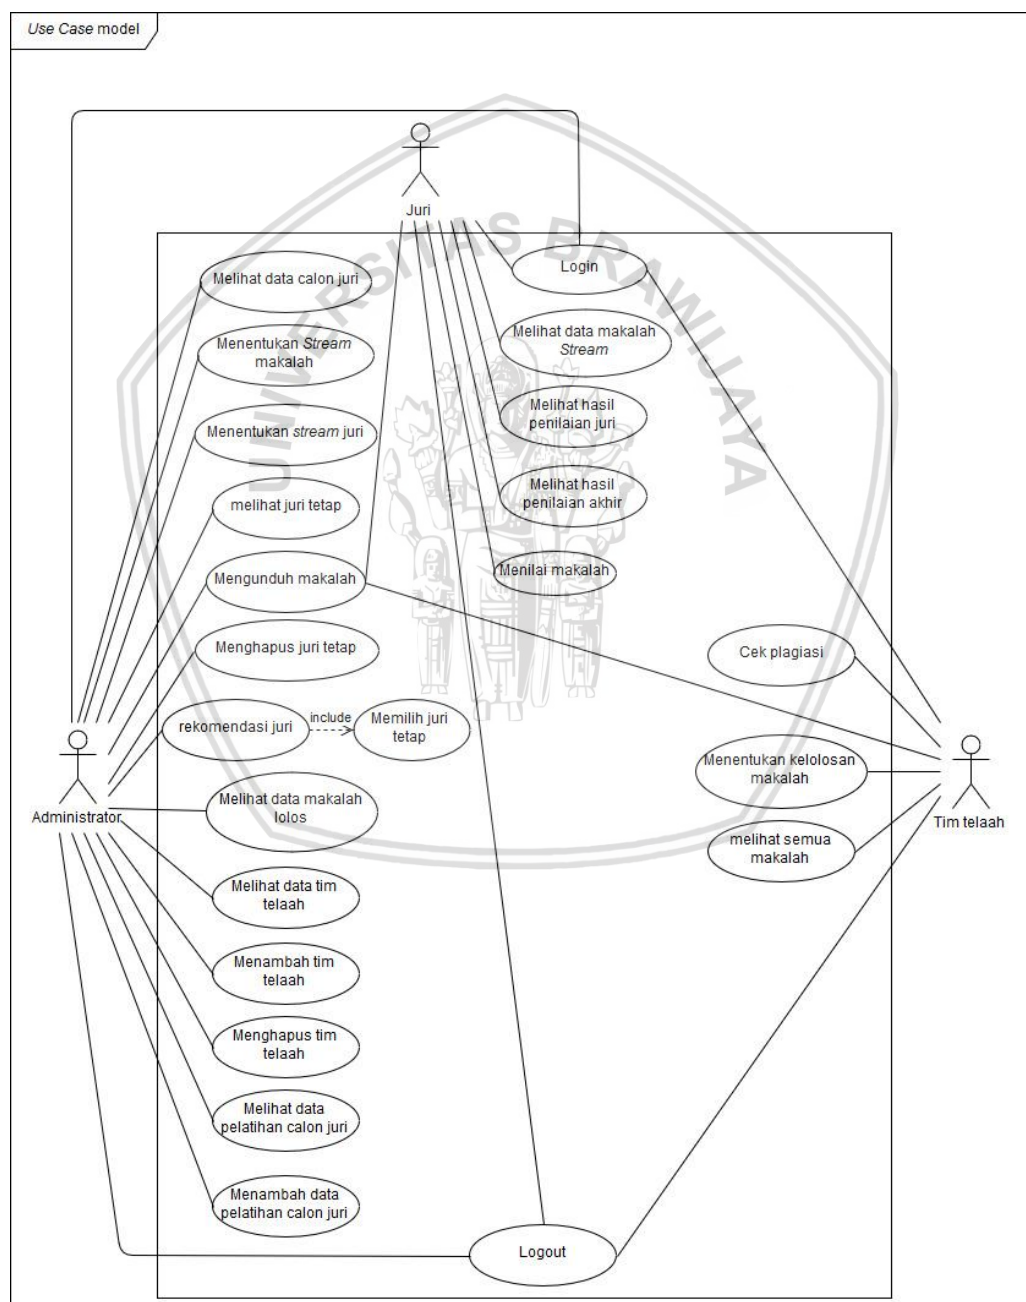 Use Case model
Juri
UNIVERSITAS BRAWIJAYA
Login
Melihat data calon juri
Melihat data makalah
Stream
Menentukan Stream
makalah
Melihat hasil
penilaian juri
Menentukan stream juri
Melihat hasil
penilaian akhir
melihat juri tetap
Mengunduh makalah
Menilai makalah
Menghapus juri tetap
Cek plagiasi
rekomendasi juri
include
Memilih juri
tetap
Menentukan kelolosan
makalah
Administrator
Tim telaah
Melihat data makalah
lolos
melihat semua
makalah
Melihat data tim
telaah
Menambah tim
telaah
Menghapus tim
telaah
Melihat data
pelatihan calon juri
Menambah data
pelatihan calon juri
Logout